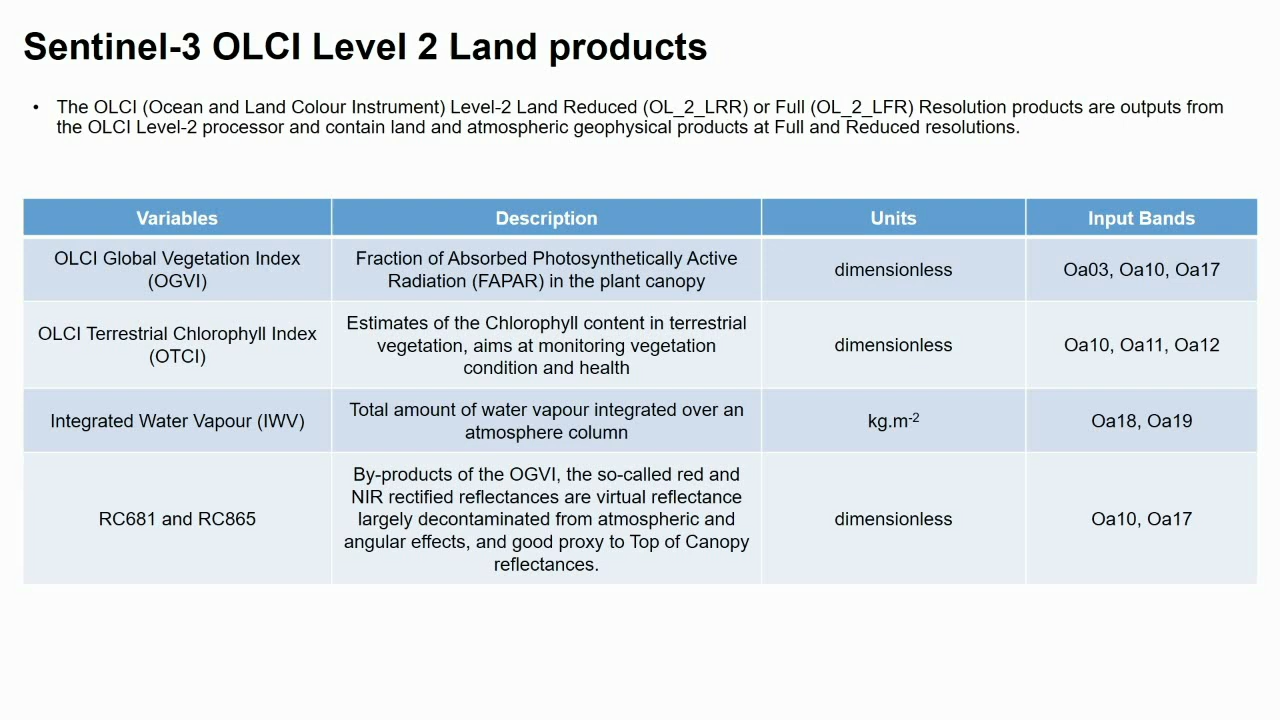 Sentinel-3 OLCI Level 2 Land products
• The OLCI (Ocean and Land Colour Instrument) Level-2 Land Reduced (OL_2_LRR) or Full (OL_2_LFR) Resolution products are outputs from
the OLCI Level-2 processor and contain land and atmospheric geophysical products at Full and Reduced resolutions.
Variables
Description
Units
Input Bands
OLCI Global Vegetation Index
(OGVI)
Fraction of Absorbed Photosynthetically Active
Radiation (FAPAR) in the plant canopy
dimensionless
Oa03, Oa10, Oa17
OLCI Terrestrial Chlorophyll Index
(OTCI)
Estimates of the Chlorophyll content in terrestrial
vegetation, aims at monitoring vegetation
condition and health
dimensionless
Oa10, Oa11, Oa12
Integrated Water Vapour (IWV)
Total amount of water vapour integrated over an
atmosphere column
kg.m-2
Oa18, Oa19
RC681 and RC865
By-products of the OGVI, the so-called red and
NIR rectified reflectances are virtual reflectance
largely decontaminated from atmospheric and
angular effects, and good proxy to Top of Canopy
reflectances.
dimensionless
Oa10, Oa17